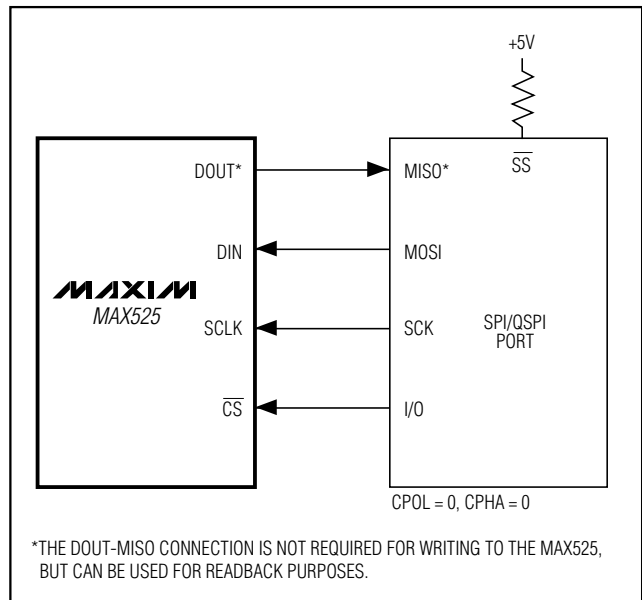 +5V
SS
DOUT*
MISO*
DIN
MOSI
MAXIM
MAX525
SCLK
SCK
SPI/QSPI
PORT
CS
I/O
CPOL = 0, CPHA = 0
*THE DOUT-MISO CONNECTION IS NOT REQUIRED FOR WRITING TO THE MAX525,
BUT CAN BE USED FOR READBACK PURPOSES.